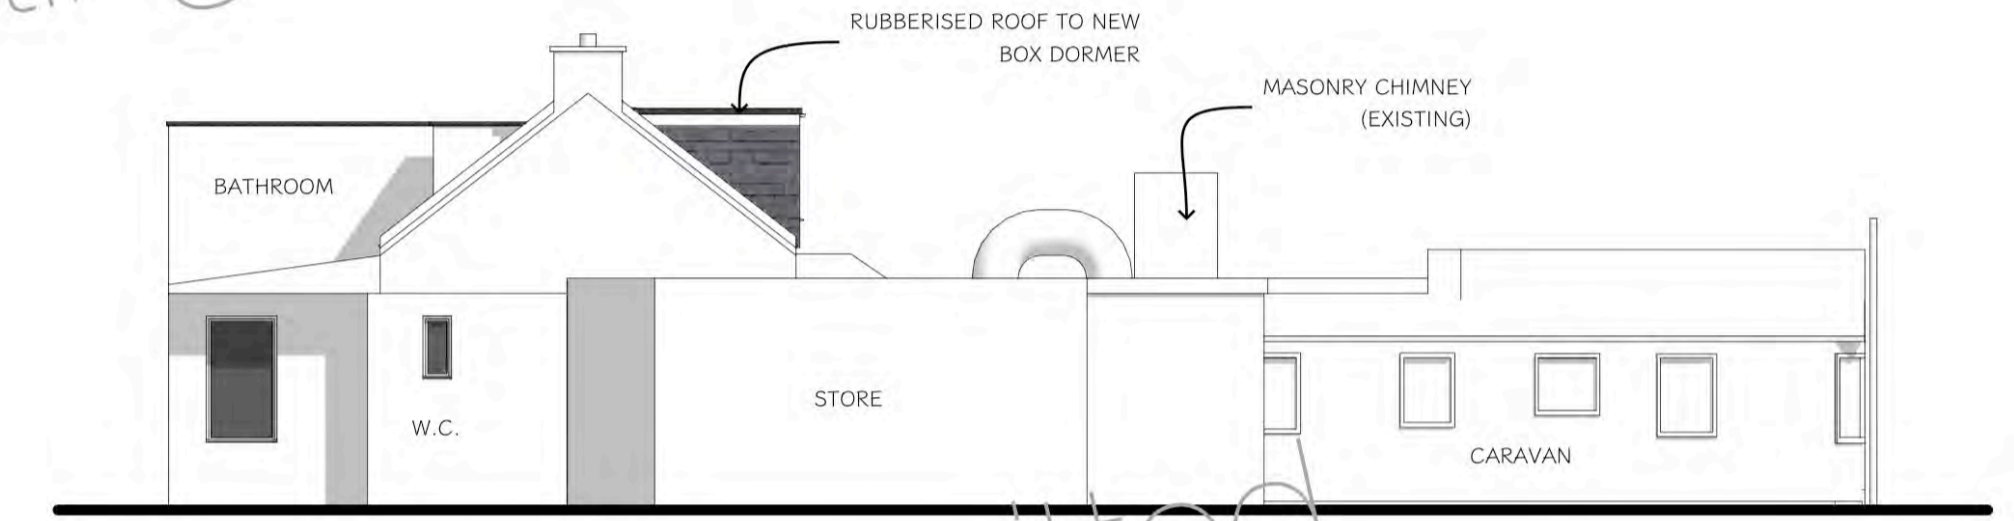 RUBBERISED ROOF TO NEW
BOX DORMER
MASONRY CHIMNEY
(EXISTING)
BATHROOM
STORE
W.C.
CARAVAN